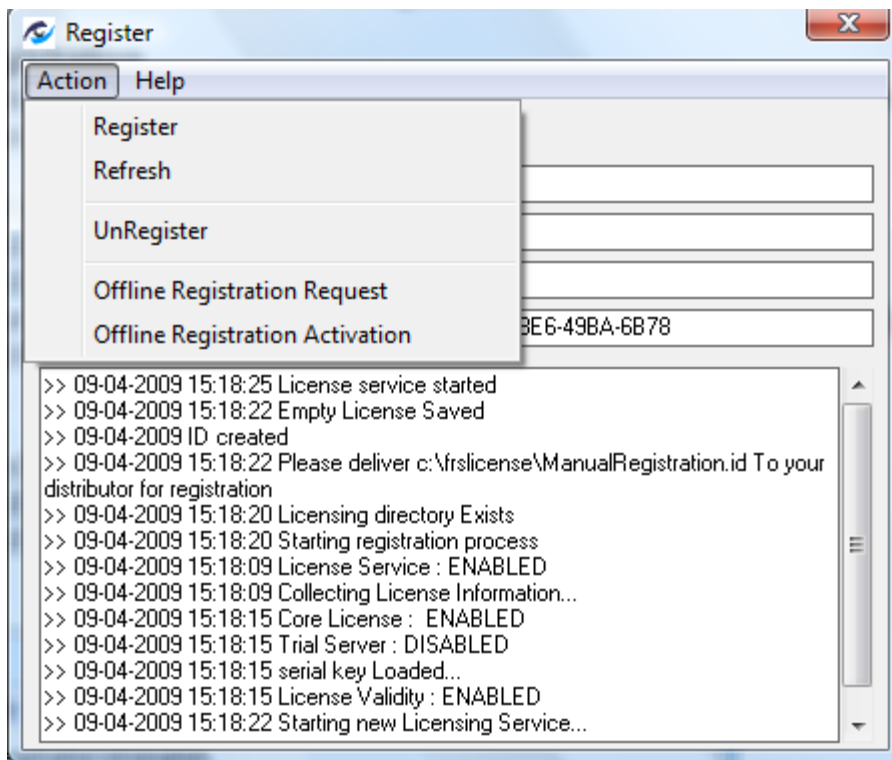 Register
Action Help
Register
Refresh
UnRegister
Offline Registration Request
Offline Registration Activation
E6-49BA-6B78
>> 09-04-2009 15:18:25 License service started
>> 09-04-2009 15:18:22 Empty License Saved
>> 09-04-2009 ID created
>> 09-04-2009 15:18:22 Please deliver c:\frslicense\ManualRegistration.id To your
distributor for registration
>> 09-04-2009 15:18:20 Licensing directory Exists
>> 09-04-2009 15:18:20 Starting registration process
>> 09-04-2009 15:18:09 License Service : ENABLED
>> 09-04-2009 15:18:09 Collecting License Information...
>> 09-04-2009 15:18:15 Core License :  ENABLED
>> 09-04-2009 15:18:15 Trial Server : DISABLED
>> 09-04-2009 15:18:15 serial key Loaded...
>> 09-04-2009 15:18:15 License Validity : ENABLED
>> 09-04-2009 15:18:22 Starting new Licensing Service...